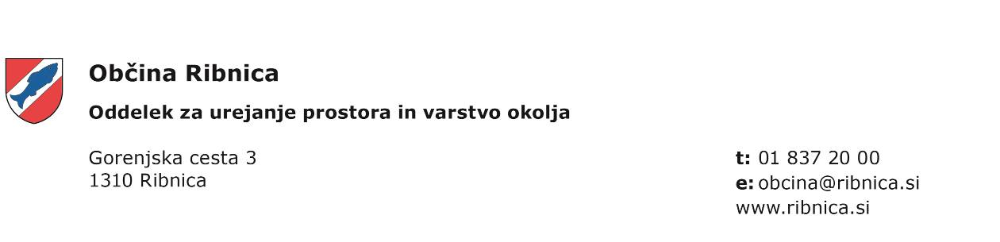 Občina Ribnica
Oddelek za urejanje prostora in varstvo okolja
Gorenjska cesta 3
1310 Ribnica
t: 01 837 20 00
e: obcina@ribnica.si
www.ribnica.si